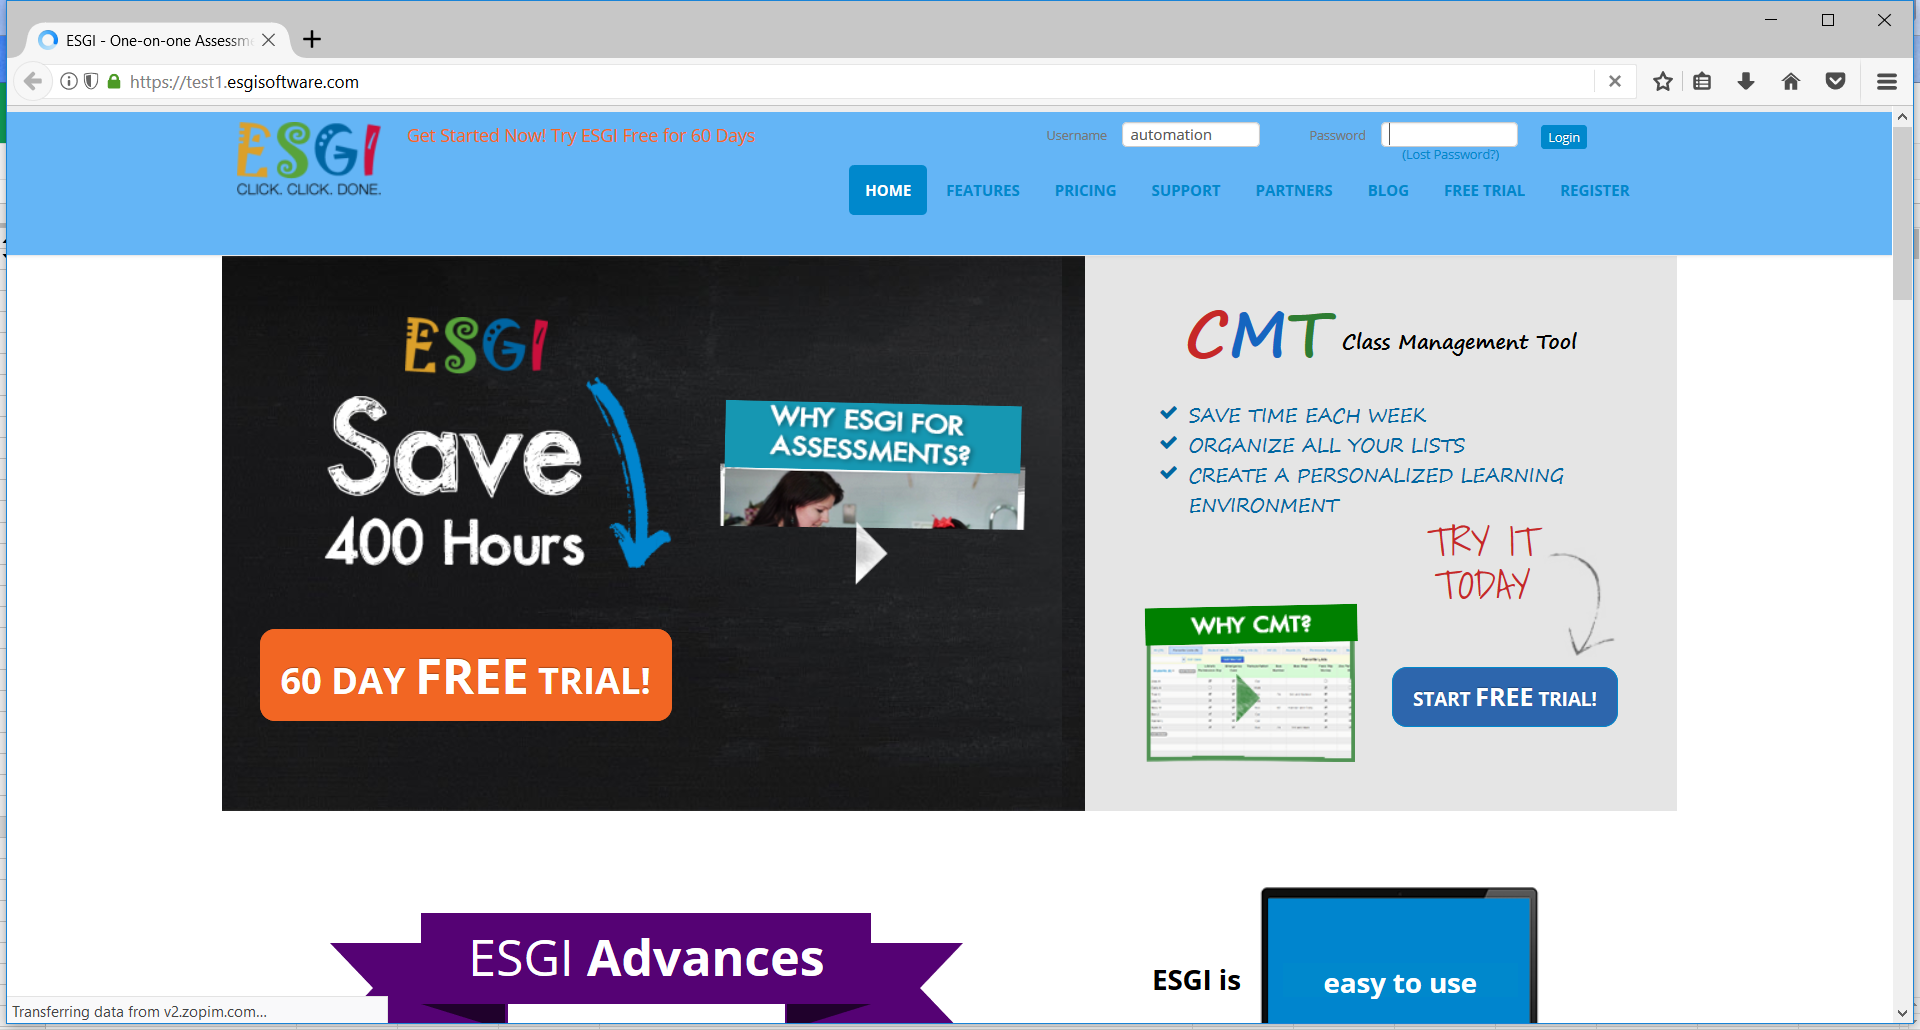 ESGI - One-on-one Assessm
https://test1.esgisoftware.com
ESGI
CLICK. CLICK. DONE.
Get Started Now! Try ESGI Free for 60 Days
Username automation Password Login
(Lost Password?)
HOME FEATURES PRICING SUPPORT PARTNERS BLOG FREE TRIAL REGISTER
ESGI
Save
400 Hours
WHY ESGI FOR
ASSESSMENTS?
60 DAY FREE TRIAL!
CMT Class Management Tool
SAVE TIME EACH WEEK
ORGANIZE ALL YOUR LISTS
CREATE A PERSONALIZED LEARNING
ENVIRONMENT
TRY IT
TODAY
WHY CMT?
START FREE TRIAL!
ESGI Advances
ESGI is
easy to use
Transferring data from v2.zopim.com...